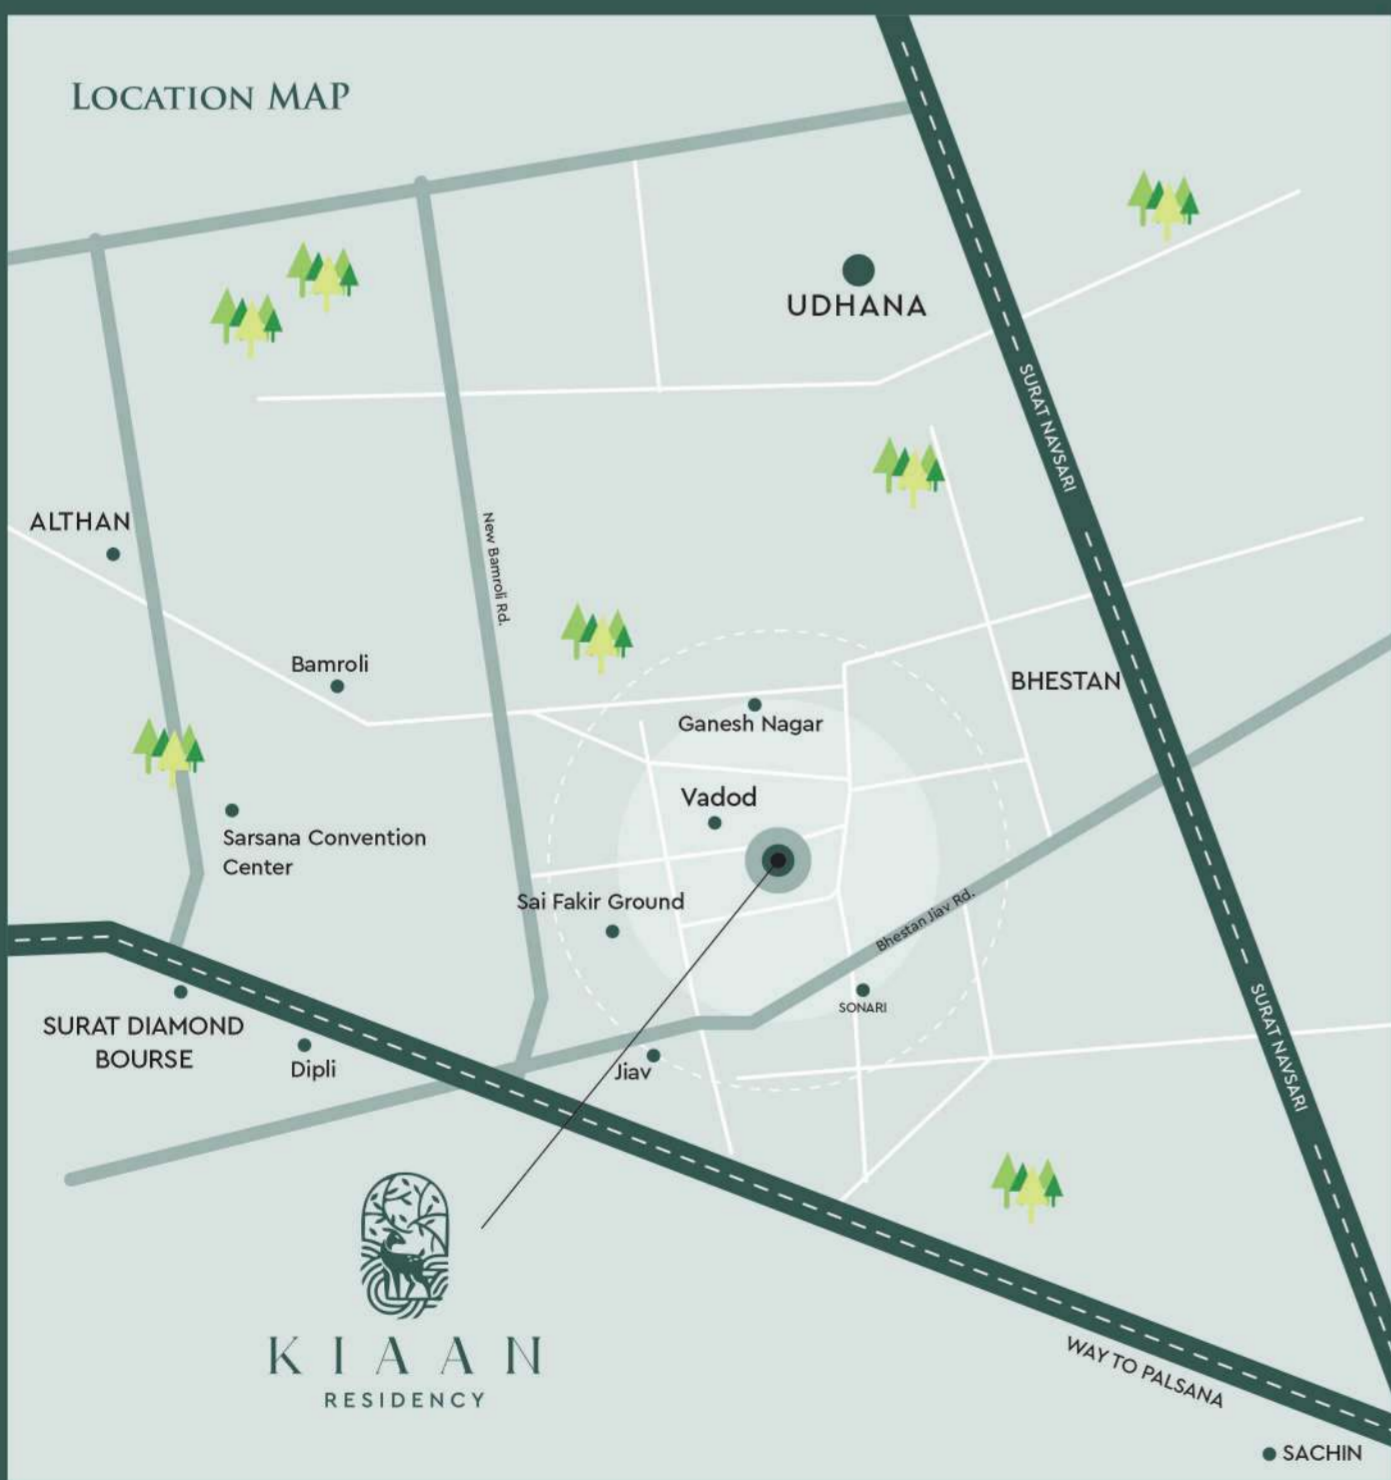 LOCATION MAP
UDHANA
SURAT NAVSARI
ALTHAN
New Bamroli Rd.
Bamroli
BHESTAN
Ganesh Nagar
Vadod
Sarsana Convention
Center
Sai Fakir Ground
Bhestan Jiav Rd.
SONARI
SURAT NAVSARI
SURAT DIAMOND
BOURSE
Dipli
Jiav
KIAAN
RESIDENCY
WAY TO PALSANA
SACHIN